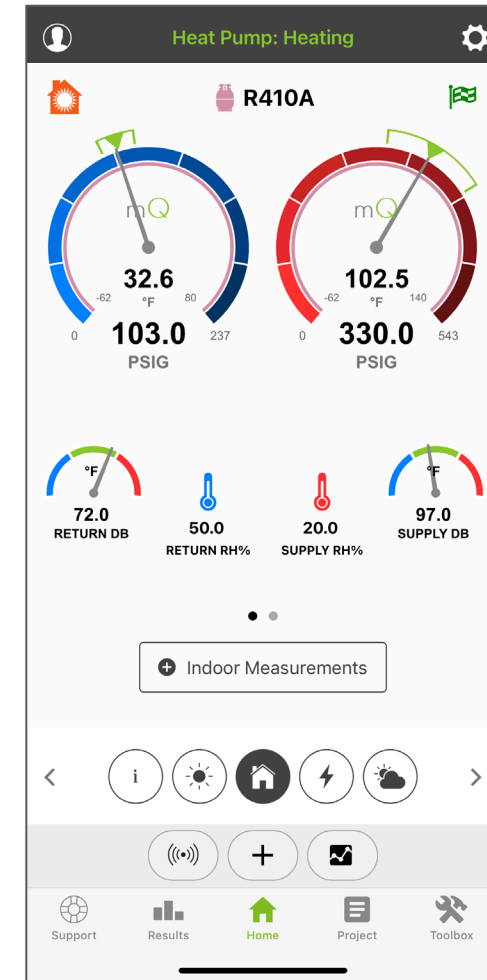 Heat Pump: Heating
R410A
mQ
mQ
32.6
102.5
-62 °F 80
-62 °F 140
0 103.0 237
0 330.0 543
PSIG
PSIG
°F
°F
72.0
RETURN DB
50.0
RETURN RH%
20.0
SUPPLY RH%
97.0
SUPPLY DB
Indoor Measurements
i
Support
Results
Home
Project
Toolbox